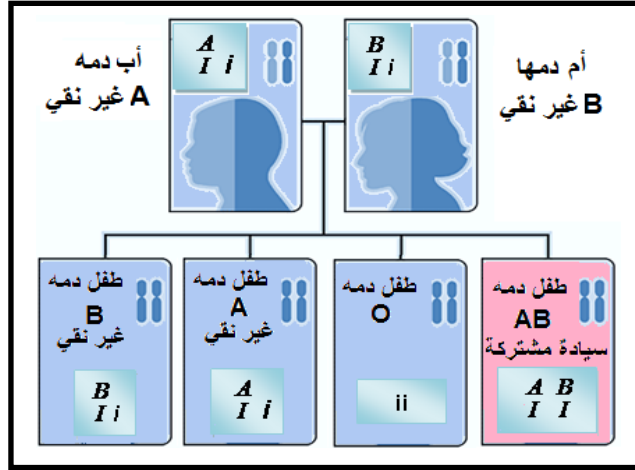 أب دمه
A غير نقي
A
I i
B
I i
أم دمها
B غير نقي
طفل دمه
B
غير نقي
B
I i
طفل دمه
A
غير نقي
A
I i
طفل دمه
O
ii
طفل دمه
AB
سيادة مشتركة
A B
I I